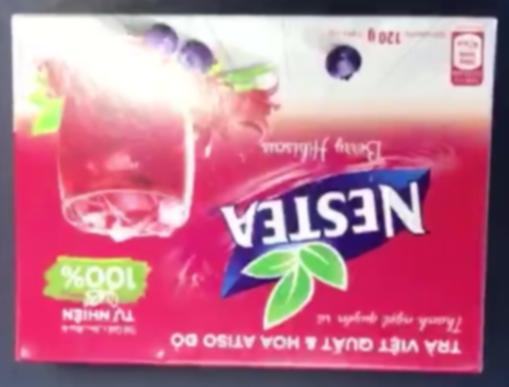 TRÀ VIỆT QUẤT & HOA ATISO ĐỎ
Thanh ngọt quyến rũ
NESTEA
Berry Hibiscus
TỰ NHIÊN
100%
120 g